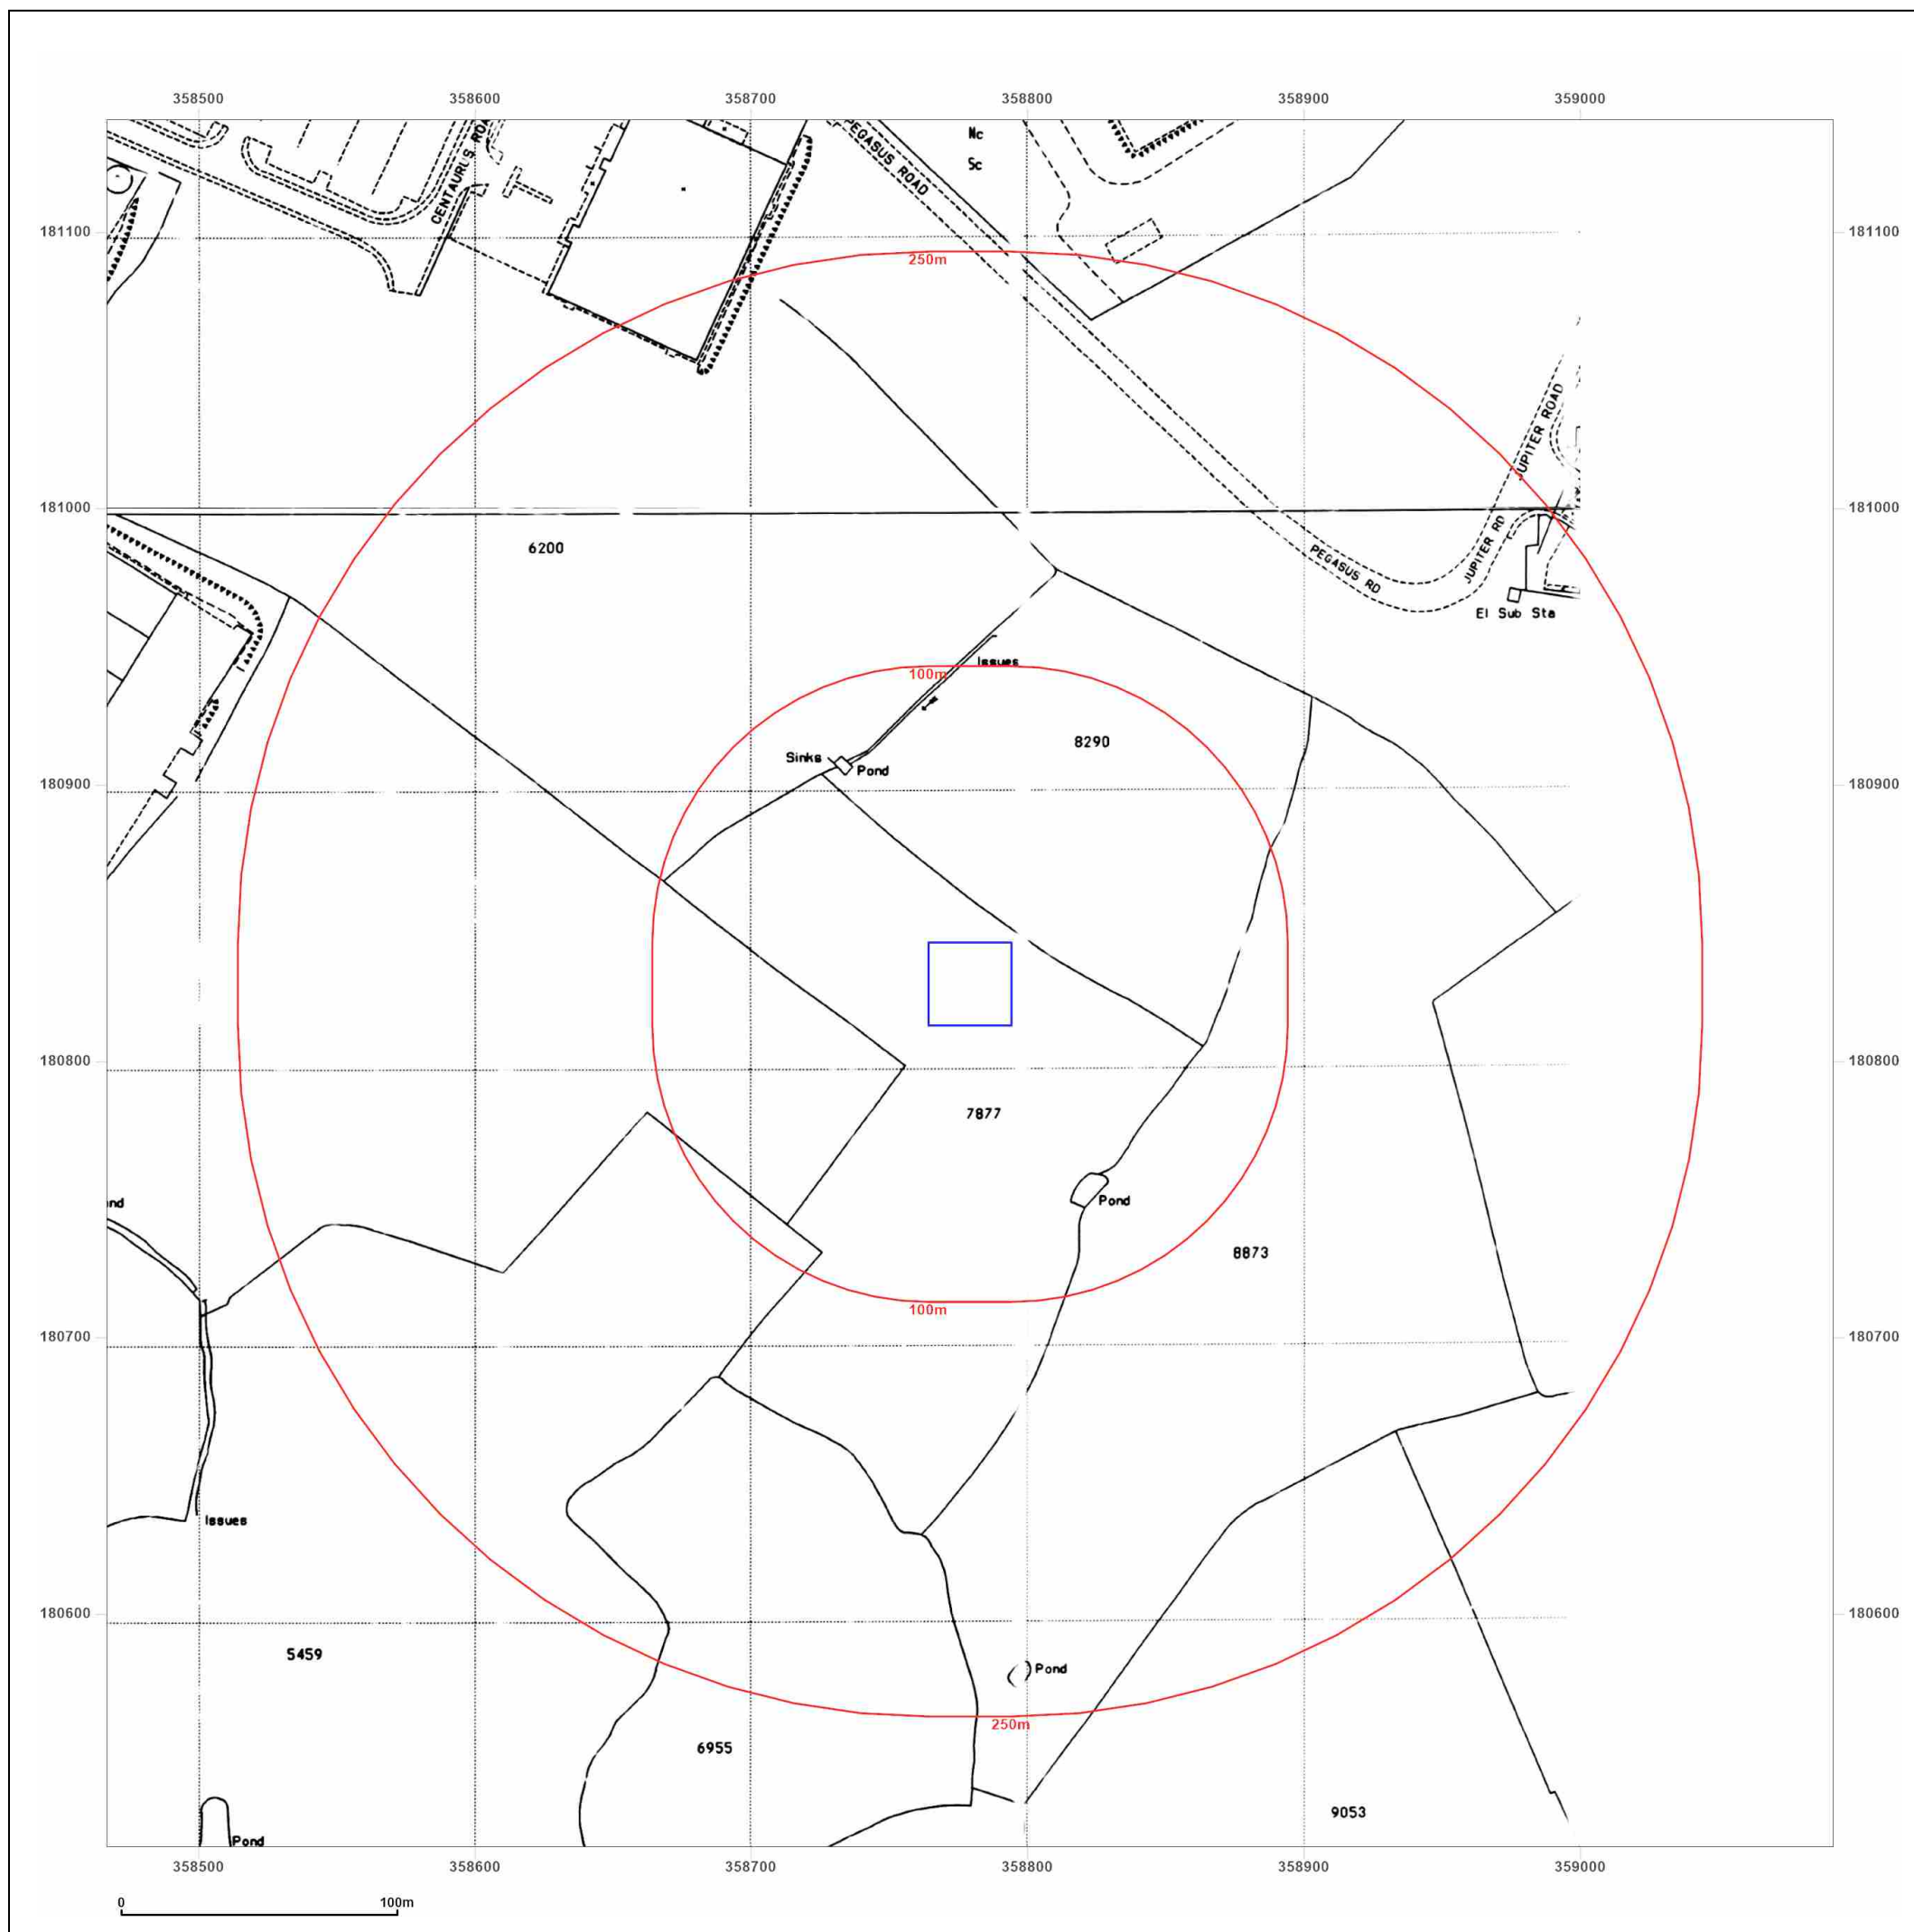 358500 358600 358700 358800 358900 359000
CENTAURUS ROA
PEGASUS ROAD
Nc
Sc
181100 181100
250m
JUPITER ROAD
181000 181000
6200
PEGASUS RD
JUPITER RD
El Sub Sta
Issues
100m
8290
Sinks
Pond
180900 180900
180800 180800
7877
nd
Pond
8873
100m
180700 180700
Issues
180600 180600
5459
Pond
250m
6955
9053
Pond
358500 358600 358700 358800 358900 359000
0 100m